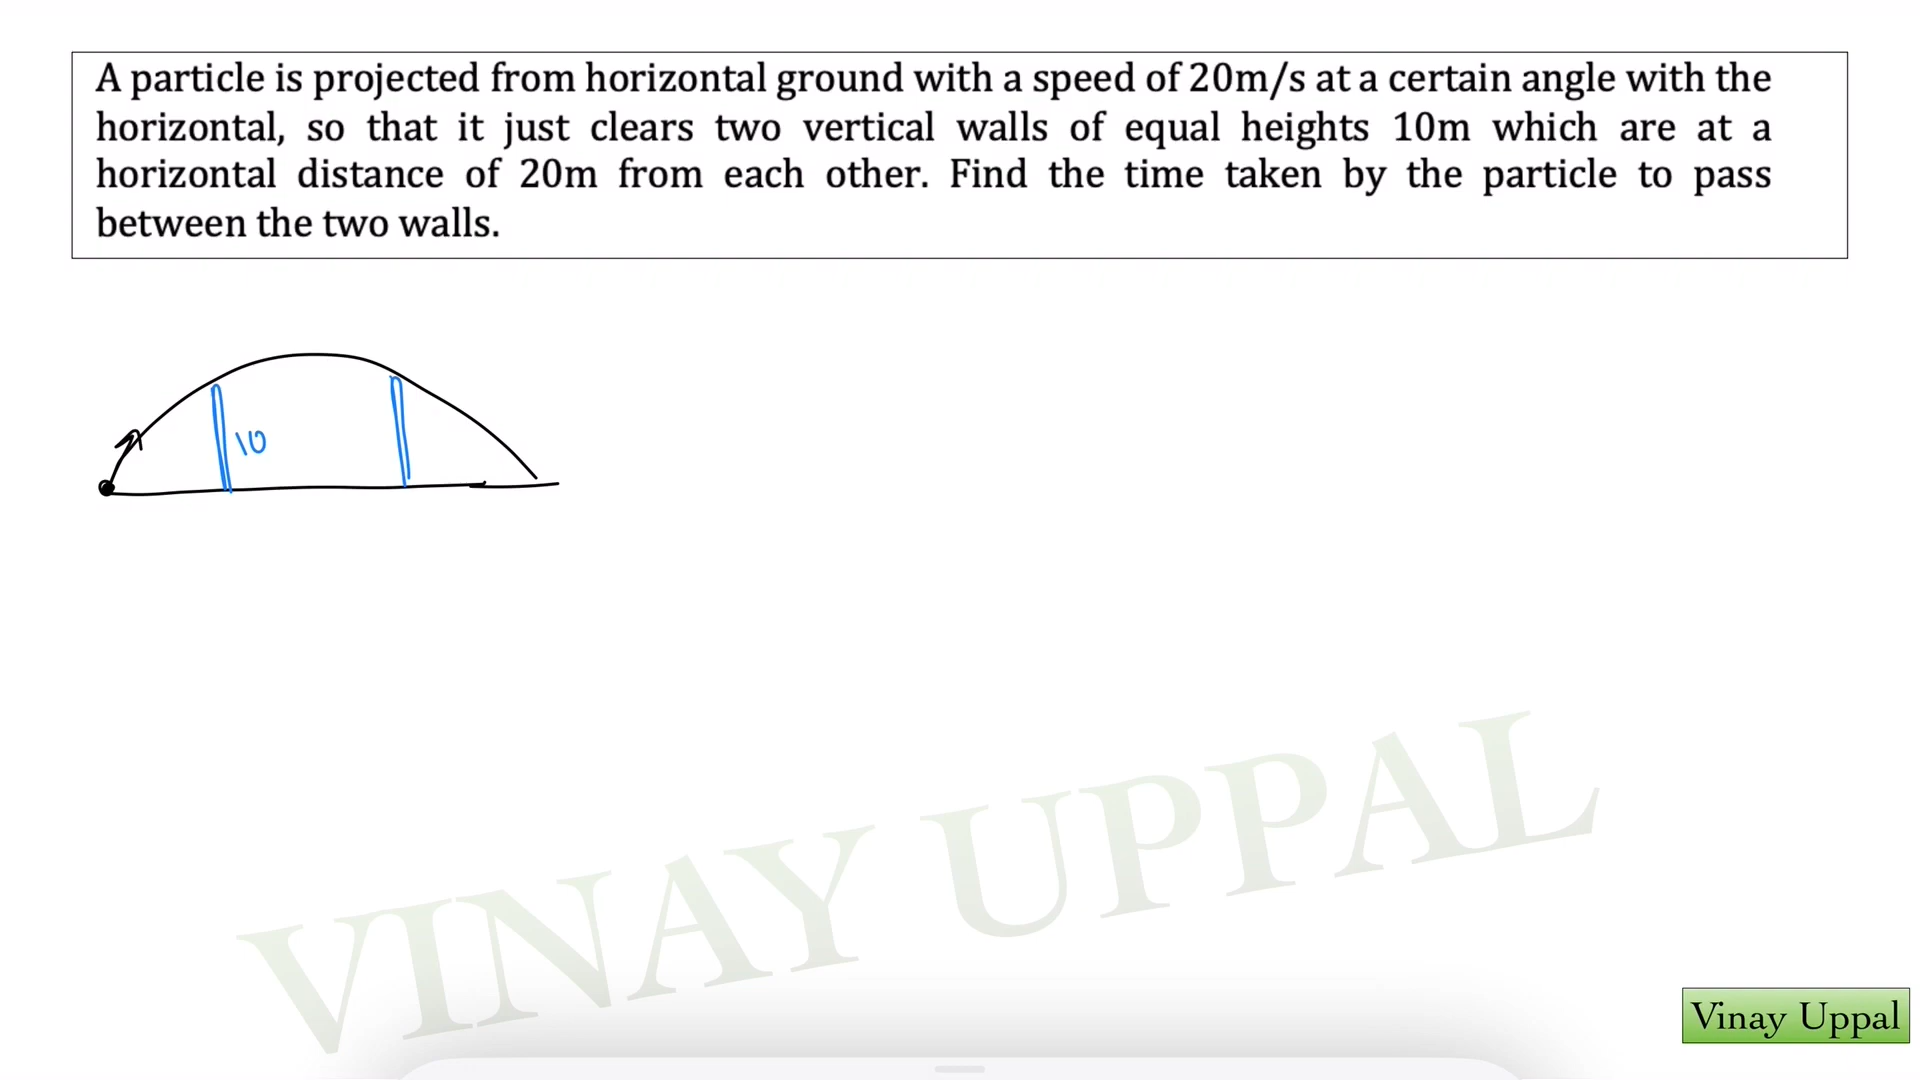 A particle is projected from horizontal ground with a speed of 20m/s at a certain angle with the
horizontal, so that it just clears two vertical walls of equal heights 10m which are at a
horizontal distance of 20m from each other. Find the time taken by the particle to pass
between the two walls.
10
VINAY UPPAL
Vinay Uppal